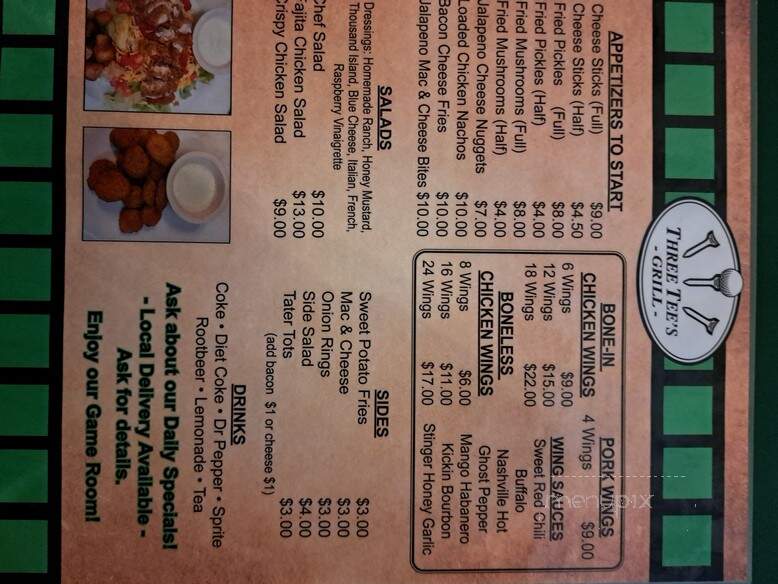 THREE TEE'S
- GRILL -
APPETIZERS TO START
Cheese Sticks (Full) $9.00
Cheese Sticks (Half) $4.50
Fried Pickles (Full) $8.00
Fried Pickles (Half) $4.00
Fried Mushrooms (Full) $8.00
Fried Mushrooms (Half) $4.00
Jalapeno Cheese Nuggets $7.00
Loaded Chicken Nachos $10.00
Bacon Cheese Fries $10.00
Jalapeno Mac & Cheese Bites $10.00
BONE-IN
CHICKEN WINGS
6 Wings $9.00
12 Wings $15.00
18 Wings $22.00
BONELESS
CHICKEN WINGS
8 Wings $6.00
16 Wings $11.00
24 Wings $17.00
PORK WINGS
4 Wings $9.00
WING SAUCES
Sweet Red Chili
Buffalo
Nashville Hot
Ghost Pepper
Mango Habanero
Kickin Bourbon
Stinger Honey Garlic
menupix
SALADS
Dressings: Homemade Ranch, Honey Mustard,
Thousand Island, Blue Cheese, Italian, French,
Raspberry Vinaigrette
Chef Salad $10.00
Fajita Chicken Salad $13.00
Crispy Chicken Salad $9.00
SIDES
Sweet Potato Fries $3.00
Mac & Cheese $3.00
Onion Rings $3.00
Side Salad $4.00
Tater Tots $3.00
(add bacon $1 or cheese $1)
DRINKS
Coke • Diet Coke • Dr Pepper • Sprite
Rootbeer • Lemonade • Tea
Ask about our Daily Specials!
- Local Delivery Available -
Ask for details.
Enjoy our Game Room!